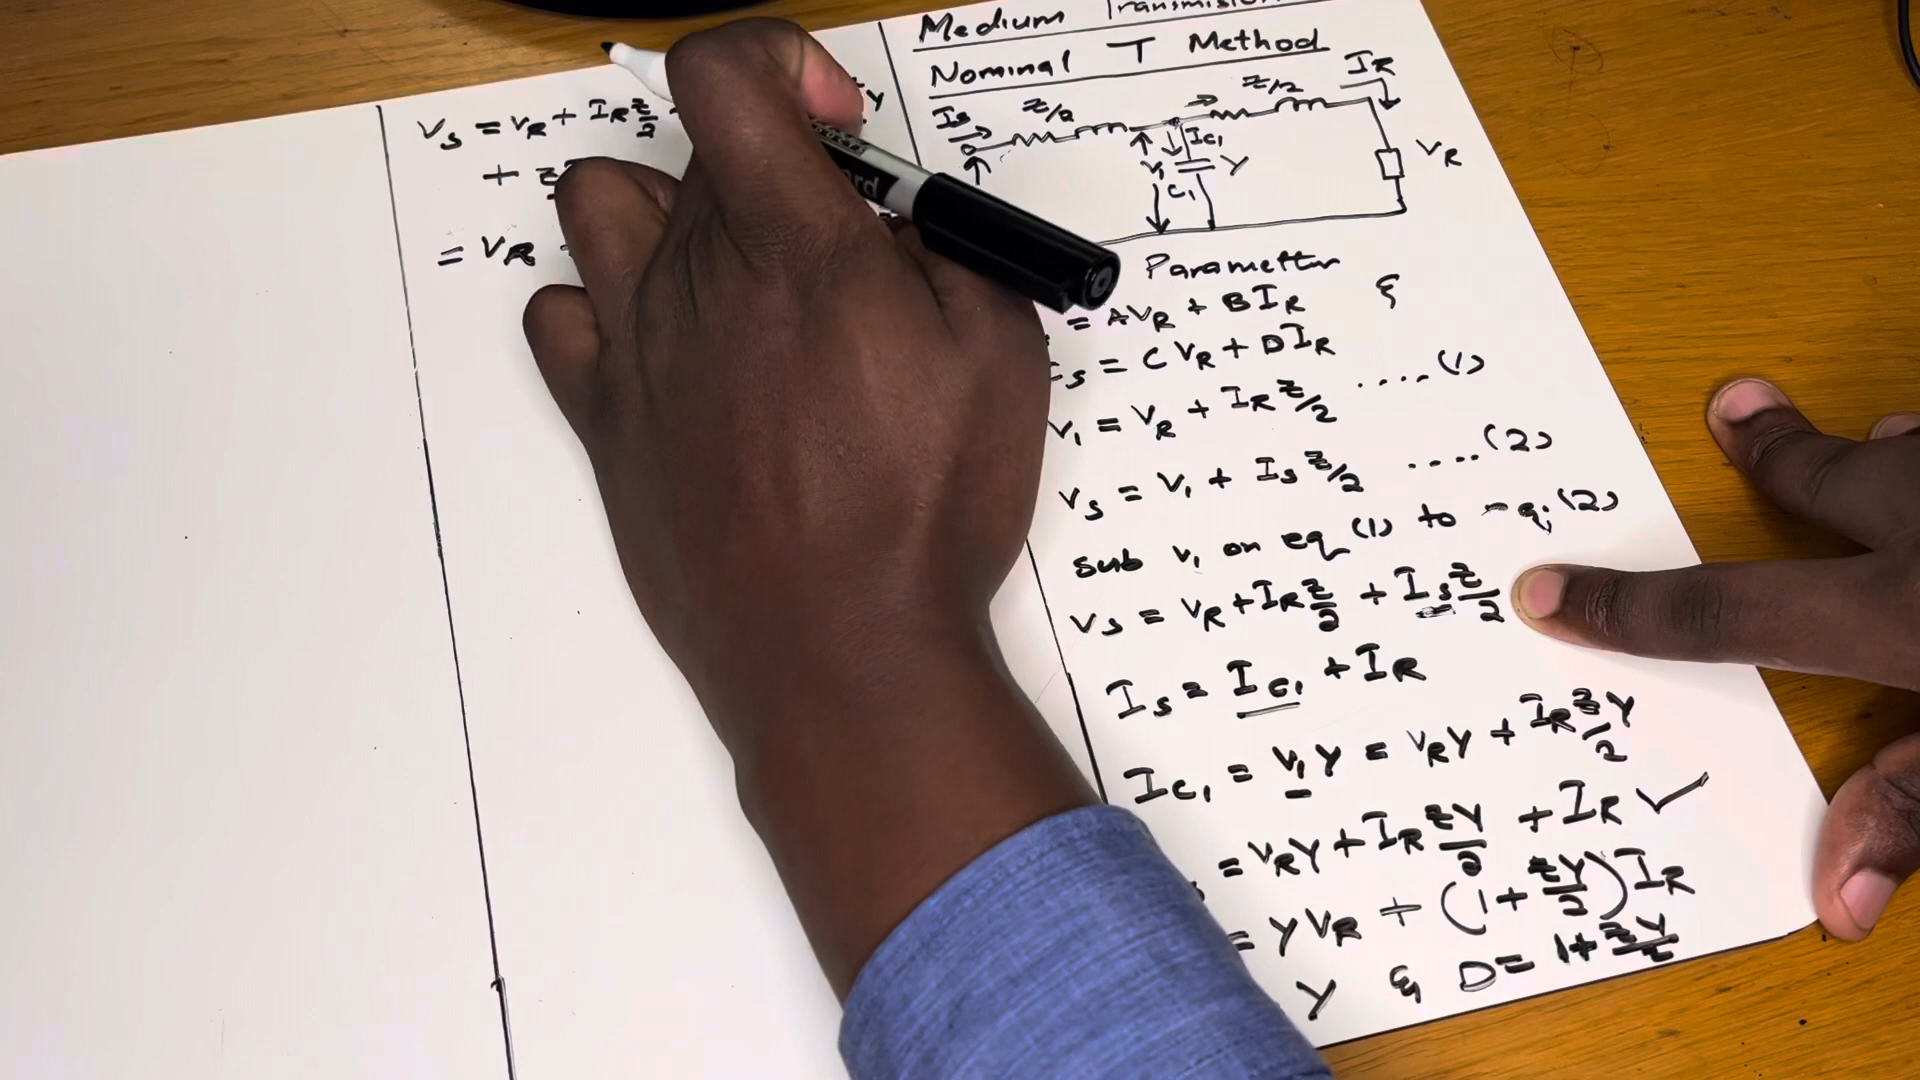 Vs = VR + IR Z/2
+ Z
= VR
Medium Transmission
Nominal T Method
Is
Z/2
Z/2
IR
Ic1
V1
Y
C1
VR
Parametter
= AVR + BIR &
Is = CVR + DIR
V1 = VR + IR Z/2 ....(1)
Vs = V1 + Is Z/2 ....(2)
sub V1 on eq (1) to eq. (2)
Vs = VR + IR Z/2 + Is Z/2
Is = Ic1 + IR
Ic1 = V1Y = VRY + IR Z/2 Y
= VRY + IR ZY/2 + IR ✓
= YVR + (1 + ZY/2) IR
Y & D = 1 + ZY/2